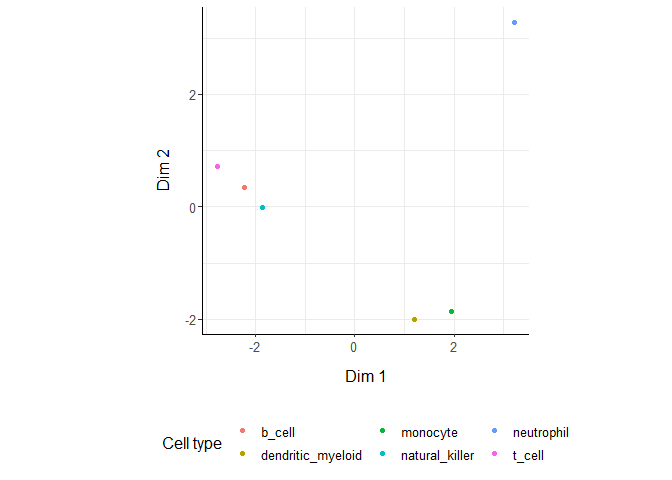 2
0
-2
Dim 2
-2 0 2
Dim 1
Cell type
b_cell monocyte neutrophil
dendritic_myeloid natural_killer t_cell